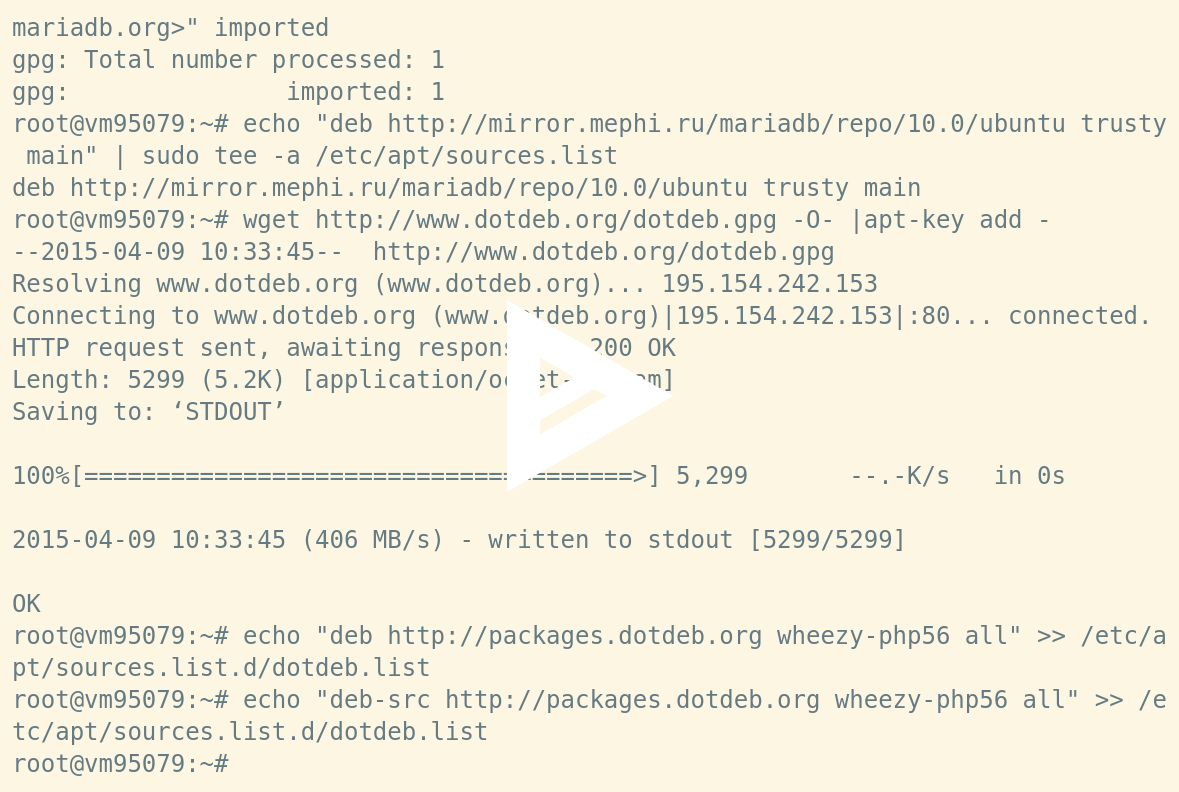 mariadb.org>" imported
gpg: Total number processed: 1
gpg:               imported: 1
root@vm95079:~# echo "deb http://mirror.mephi.ru/mariadb/repo/10.0/ubuntu trusty
 main" | sudo tee -a /etc/apt/sources.list
deb http://mirror.mephi.ru/mariadb/repo/10.0/ubuntu trusty main
root@vm95079:~# wget http://www.dotdeb.org/dotdeb.gpg -O- |apt-key add -
--2015-04-09 10:33:45--  http://www.dotdeb.org/dotdeb.gpg
Resolving www.dotdeb.org (www.dotdeb.org)... 195.154.242.153
Connecting to www.dotdeb.org (www.dotdeb.org)|195.154.242.153|:80... connected.
HTTP request sent, awaiting 200 OK
Length: 5299 (5.2K)
Saving to: ‘STDOUT’
100%[======================================>] 5,299       --.-K/s   in 0s
2015-04-09 10:33:45 (406 MB/s) - written to stdout [5299/5299]
OK
root@vm95079:~# echo "deb http://packages.dotdeb.org wheezy-php56 all" >> /etc/a
pt/sources.list.d/dotdeb.list
root@vm95079:~# echo "deb-src http://packages.dotdeb.org wheezy-php56 all" >> /e
tc/apt/sources.list.d/dotdeb.list
root@vm95079:~#